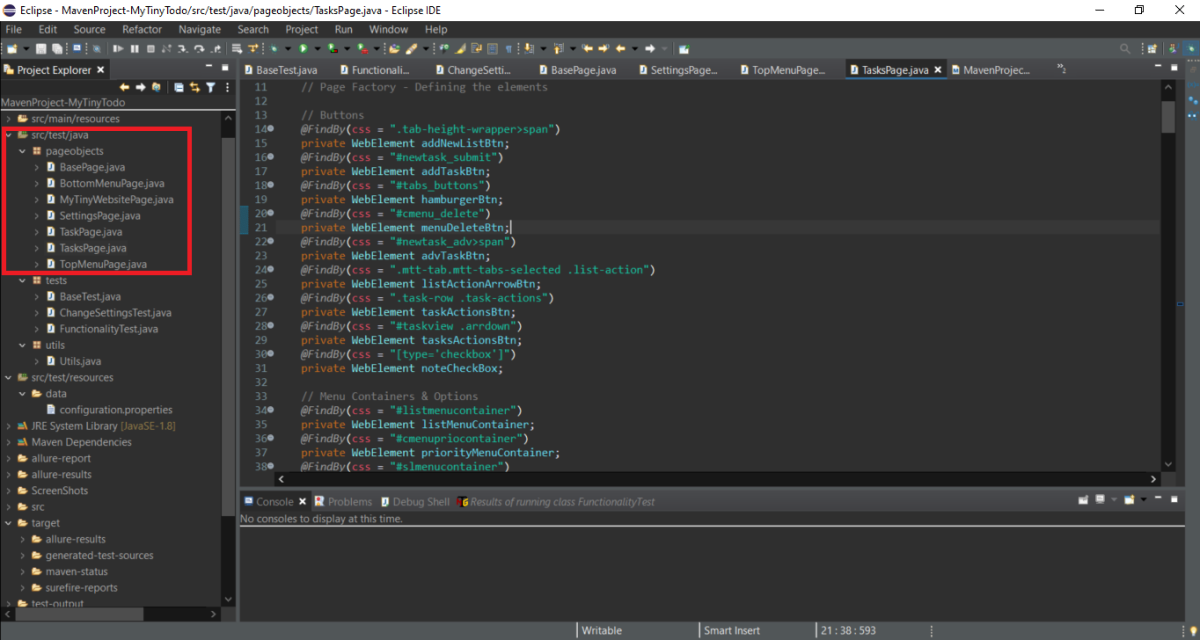 Eclipse - MavenProject-MyTinyTodo/src/test/java/pageobjects/TasksPage.java - Eclipse IDE
File Edit Source Refactor Navigate Search Project Run Window Help
Project Explorer
MavenProject-MyTinyTodo
src/main/resources
src/test/java
pageobjects
BasePage.java
BottomMenuPage.java
MyTinyWebsitePage.java
SettingsPage.java
TaskPage.java
TasksPage.java
TopMenuPage.java
tests
BaseTest.java
ChangeSettingsTest.java
FunctionalityTest.java
utils
Utils.java
src/test/resources
data
configuration.properties
JRE System Library [JavaSE-1.8]
Maven Dependencies
allure-report
allure-results
ScreenShots
src
target
allure-results
generated-test-sources
maven-status
surefire-reports
test-output
BaseTest.java Functionali... ChangeSetti... BasePage.java SettingsPage... TopMenuPage... TasksPage.java MavenProjec... »2
11 // Page Factory - Defining the elements
12
13 // Buttons
14 @FindBy(css = ".tab-height-wrapper>span")
15 private WebElement addNewListBtn;
16 @FindBy(css = "#newtask_submit")
17 private WebElement addTaskBtn;
18 @FindBy(css = "#tabs_buttons")
19 private WebElement hamburgerBtn;
20 @FindBy(css = "#cmenu_delete")
21 private WebElement menuDeleteBtn;
22 @FindBy(css = "#newtask_adv>span")
23 private WebElement advTaskBtn;
24 @FindBy(css = ".mtt-tab.mtt-tabs-selected .list-action")
25 private WebElement listActionArrowBtn;
26 @FindBy(css = ".task-row .task-actions")
27 private WebElement taskActionsBtn;
28 @FindBy(css = "#taskview .arrdown")
29 private WebElement tasksActionsBtn;
30 @FindBy(css = "[type='checkbox']")
31 private WebElement noteCheckBox;
32
33 // Menu Containers & Options
34 @FindBy(css = "#listmenucontainer")
35 private WebElement listMenuContainer;
36 @FindBy(css = "#cmenupriocontainer")
37 private WebElement priorityMenuContainer;
38 @FindBy(css = "#slmenucontainer")
Console Problems Debug Shell Results of running class FunctionalityTest
No consoles to display at this time.
Writable Smart Insert 21 : 38 : 593